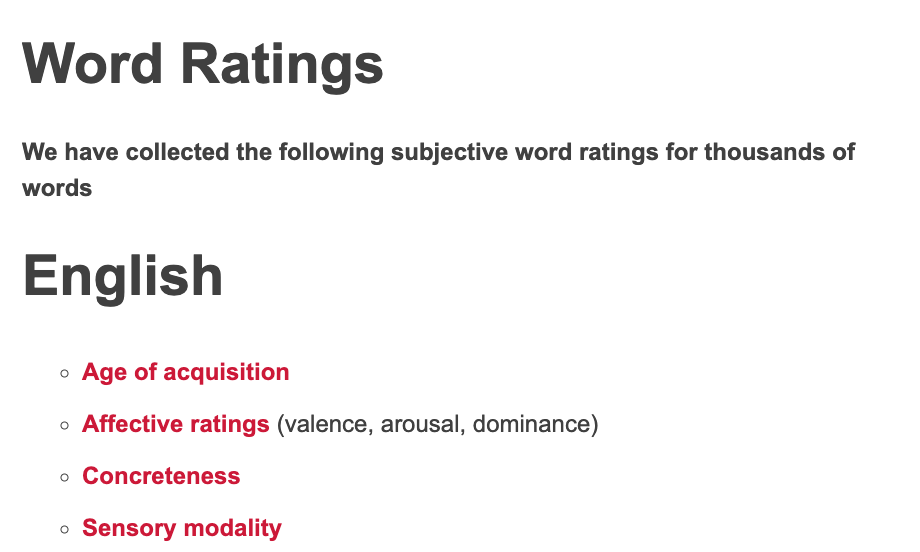 Word Ratings
We have collected the following subjective word ratings for thousands of
words
English
Age of acquisition
Affective ratings (valence, arousal, dominance)
Concreteness
Sensory modality